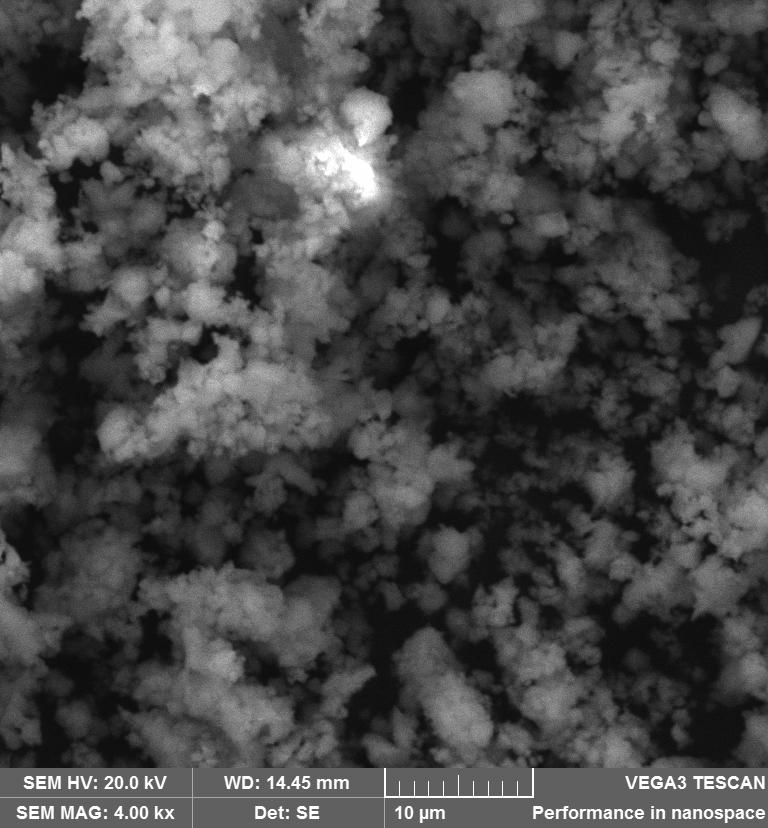 SEM HV: 20.0 kV
WD: 14.45 mm
VEGA3 TESCAN
SEM MAG: 4.00 kx
Det: SE
10 µm
Performance in nanospace